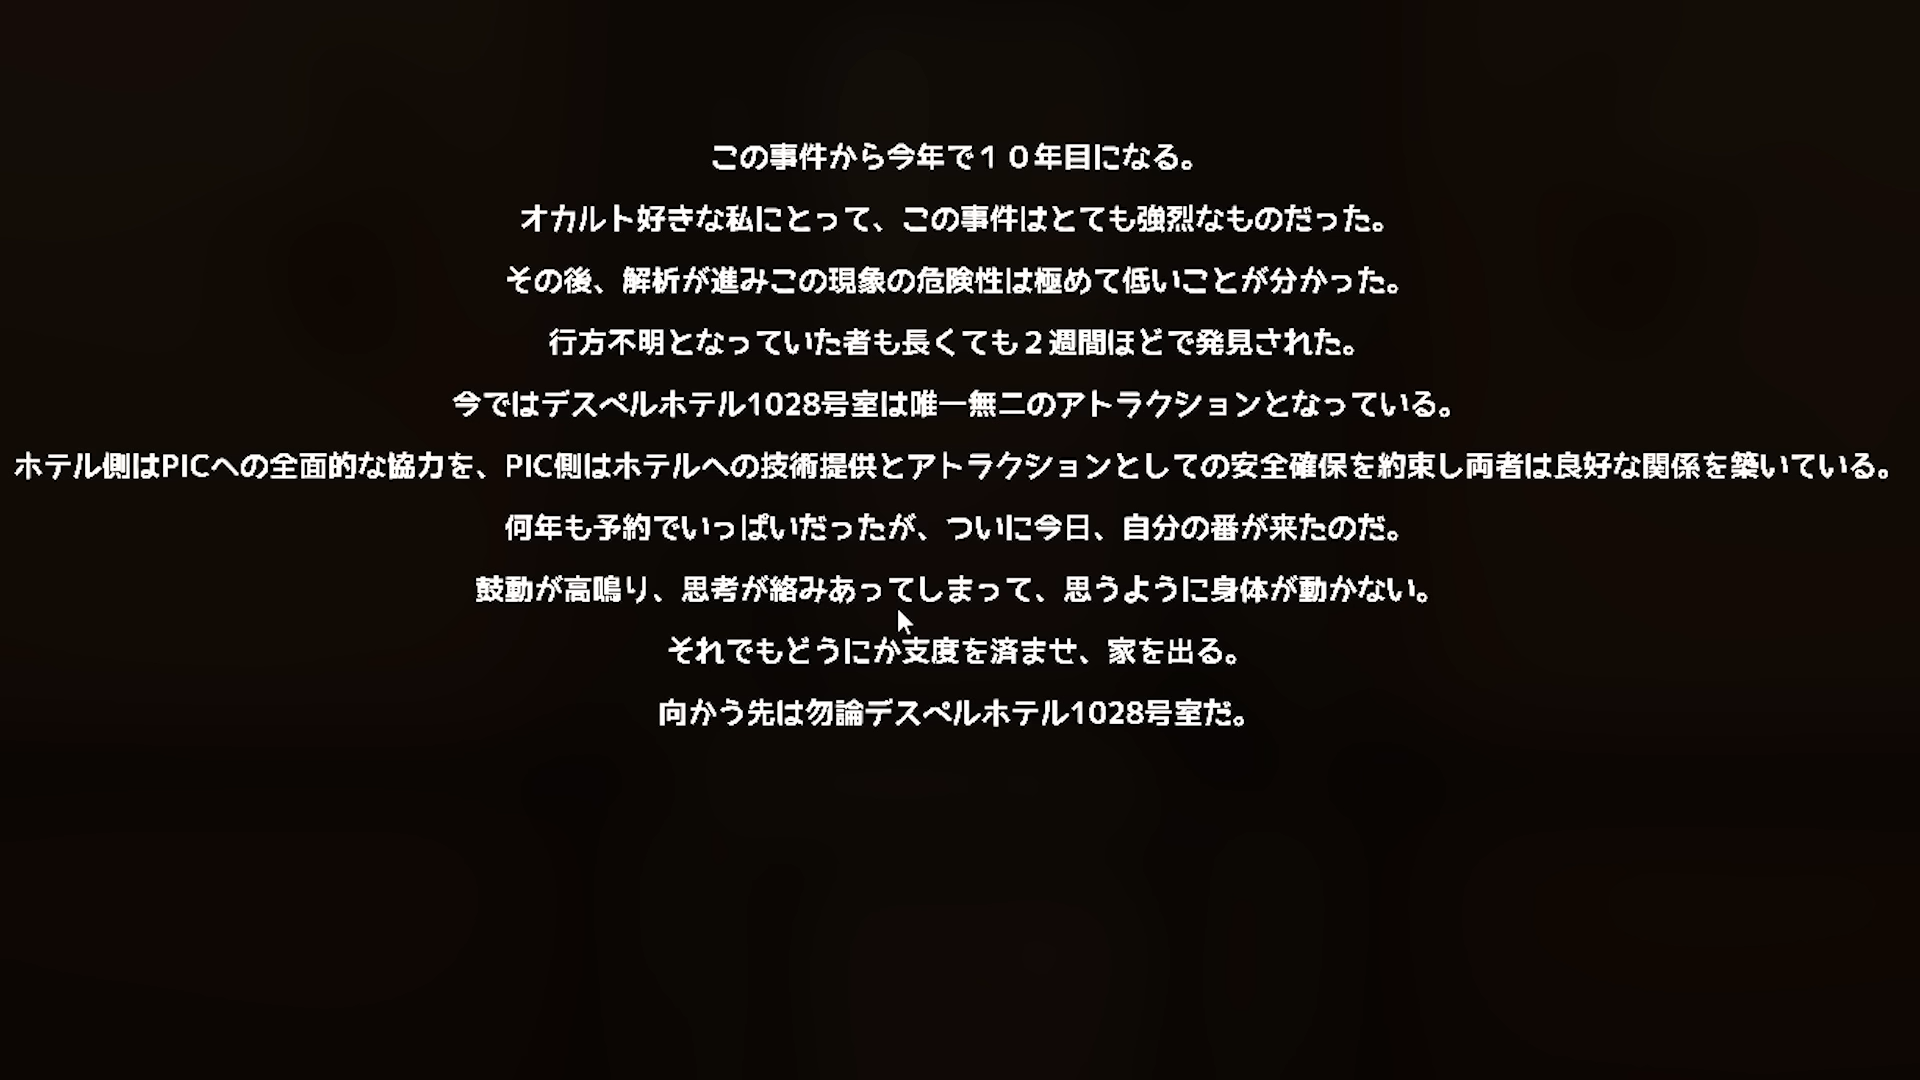 この事件から今年で１０年目になる。
オカルト好きな私にとって、この事件はとても強烈なものだった。
その後、解析が進みこの現象の危険性は極めて低いことが分かった。
行方不明となっていた者も長くても２週間ほどで発見された。
今ではデスペルホテル1028号室は唯一無二のアトラクションとなっている。
ホテル側はPICへの全面的な協力を、PIC側はホテルへの技術提供とアトラクションとしての安全確保を約束し両者は良好な関係を築いている。
何年も予約でいっぱいだったが、ついに今日、自分の番が来たのだ。
鼓動が高鳴り、思考が絡みあってしまって、思うように身体が動かない。
それでもどうにか支度を済ませ、家を出る。
向かう先は勿論デスペルホテル1028号室だ。